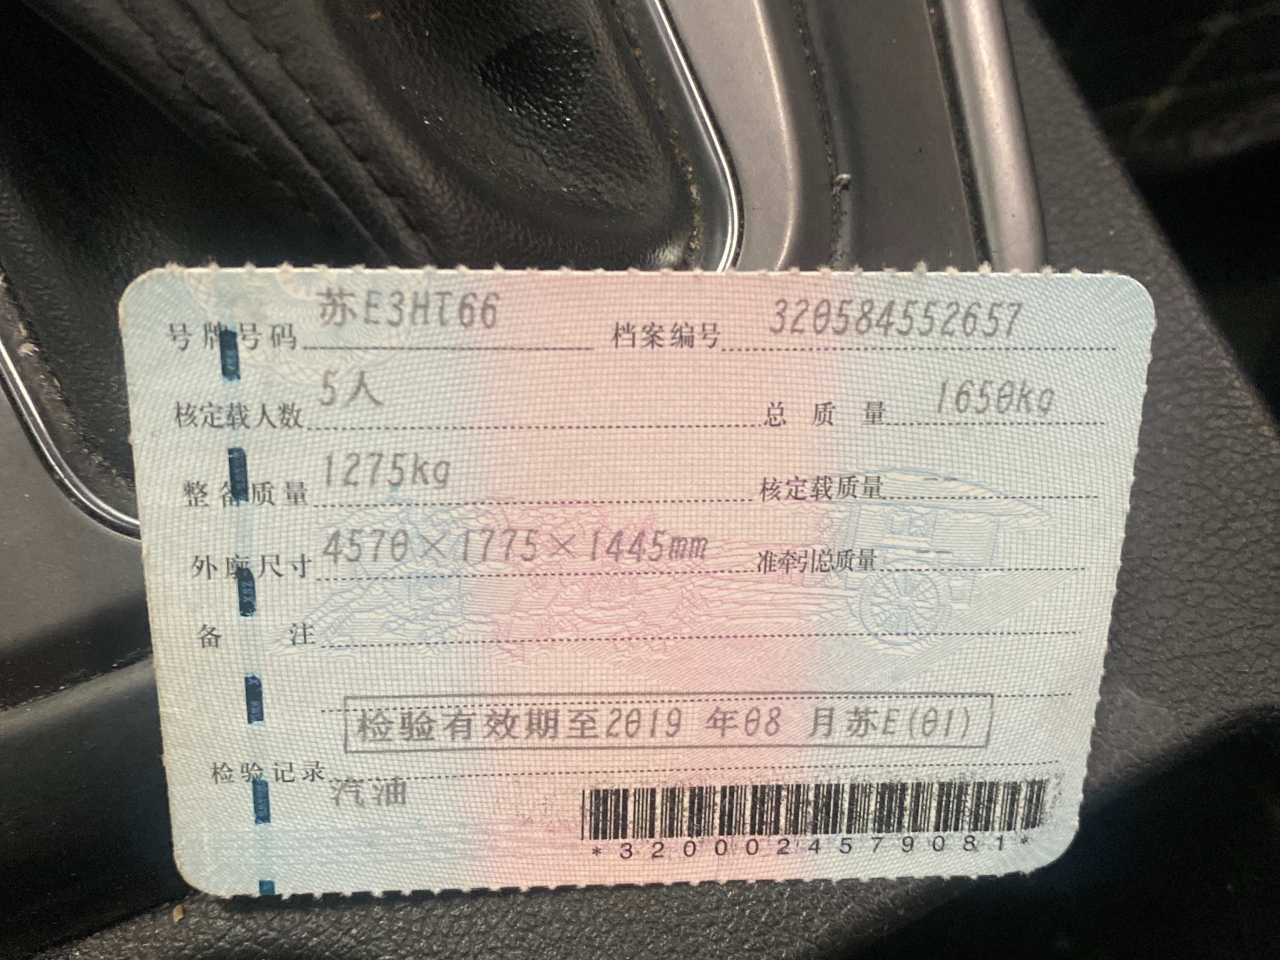 号牌号码 苏E3HT66 档案编号 320584552657
核定载人数 5人 总质量 1650kg
整备质量 1275kg 核定载质量
外廓尺寸 4570×1775×1445mm 准牵引总质量
备注
检验有效期至2019 年08 月苏E(01)
检验记录
汽油
*3200024579081*